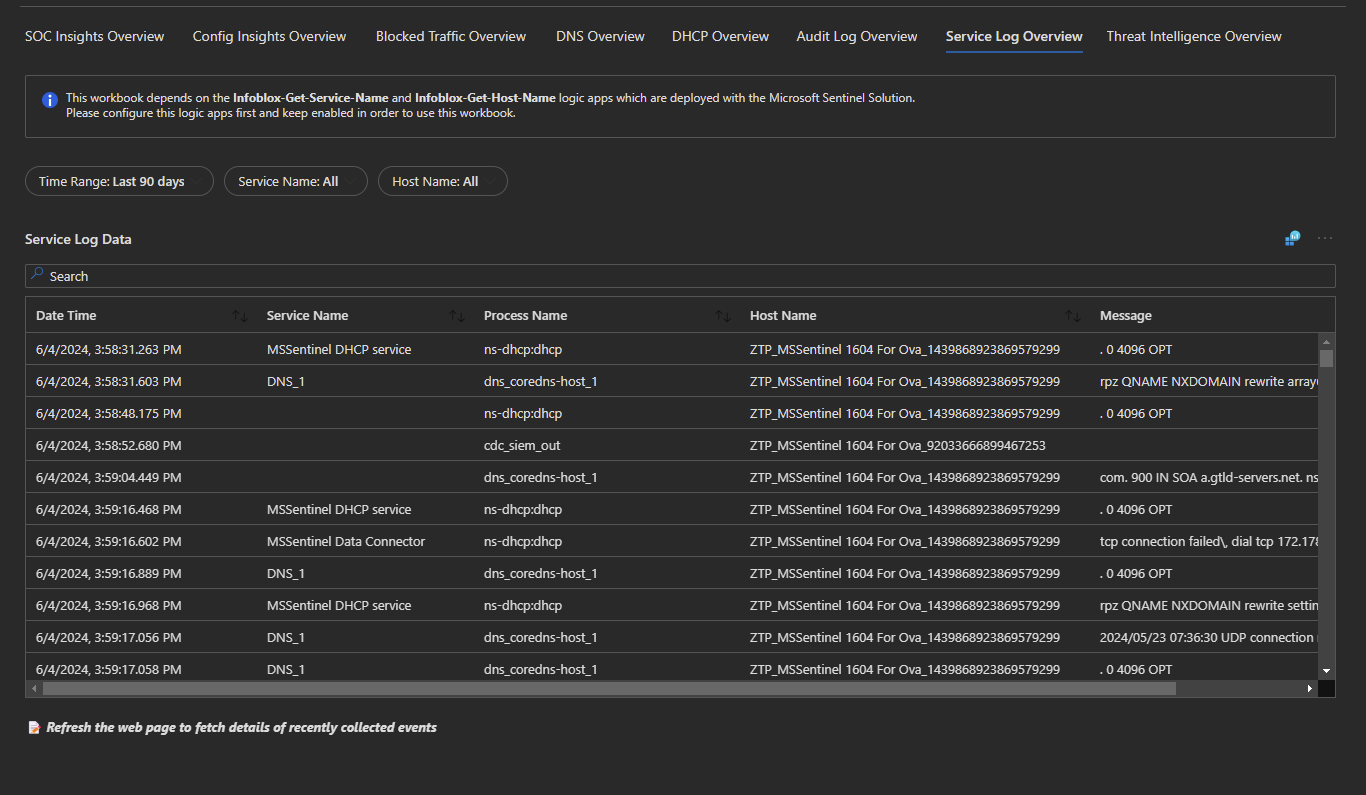 SOC Insights Overview Config Insights Overview Blocked Traffic Overview DNS Overview DHCP Overview Audit Log Overview Service Log Overview Threat Intelligence Overview
This workbook depends on the Infoblox-Get-Service-Name and Infoblox-Get-Host-Name logic apps which are deployed with the Microsoft Sentinel Solution.
Please configure this logic apps first and keep enabled in order to use this workbook.
Time Range: Last 90 days Service Name: All Host Name: All
Service Log Data
Search
Date Time Service Name Process Name Host Name Message
6/4/2024, 3:58:31.263 PM MSSentinel DHCP service ns-dhcp:dhcp ZTP_MSSentinel 1604 For Ova_1439868923869579299 . 0 4096 OPT
6/4/2024, 3:58:31.603 PM DNS_1 dns_coredns-host_1 ZTP_MSSentinel 1604 For Ova_1439868923869579299 rpz QNAME NXDOMAIN rewrite array
6/4/2024, 3:58:48.175 PM ns-dhcp:dhcp ZTP_MSSentinel 1604 For Ova_1439868923869579299 . 0 4096 OPT
6/4/2024, 3:58:52.680 PM cdc_siem_out ZTP_MSSentinel 1604 For Ova_92033666899467253
6/4/2024, 3:59:04.449 PM dns_coredns-host_1 ZTP_MSSentinel 1604 For Ova_1439868923869579299 com. 900 IN SOA a.gtld-servers.net. ns
6/4/2024, 3:59:16.468 PM MSSentinel DHCP service ns-dhcp:dhcp ZTP_MSSentinel 1604 For Ova_1439868923869579299 . 0 4096 OPT
6/4/2024, 3:59:16.602 PM MSSentinel Data Connector ns-dhcp:dhcp ZTP_MSSentinel 1604 For Ova_1439868923869579299 tcp connection failed\, dial tcp 172.178
6/4/2024, 3:59:16.889 PM DNS_1 dns_coredns-host_1 ZTP_MSSentinel 1604 For Ova_1439868923869579299 . 0 4096 OPT
6/4/2024, 3:59:16.968 PM MSSentinel DHCP service ns-dhcp:dhcp ZTP_MSSentinel 1604 For Ova_1439868923869579299 rpz QNAME NXDOMAIN rewrite settin
6/4/2024, 3:59:17.056 PM DNS_1 dns_coredns-host_1 ZTP_MSSentinel 1604 For Ova_1439868923869579299 2024/05/23 07:36:30 UDP connection
6/4/2024, 3:59:17.058 PM DNS_1 dns_coredns-host_1 ZTP_MSSentinel 1604 For Ova_1439868923869579299 . 0 4096 OPT
Refresh the web page to fetch details of recently collected events